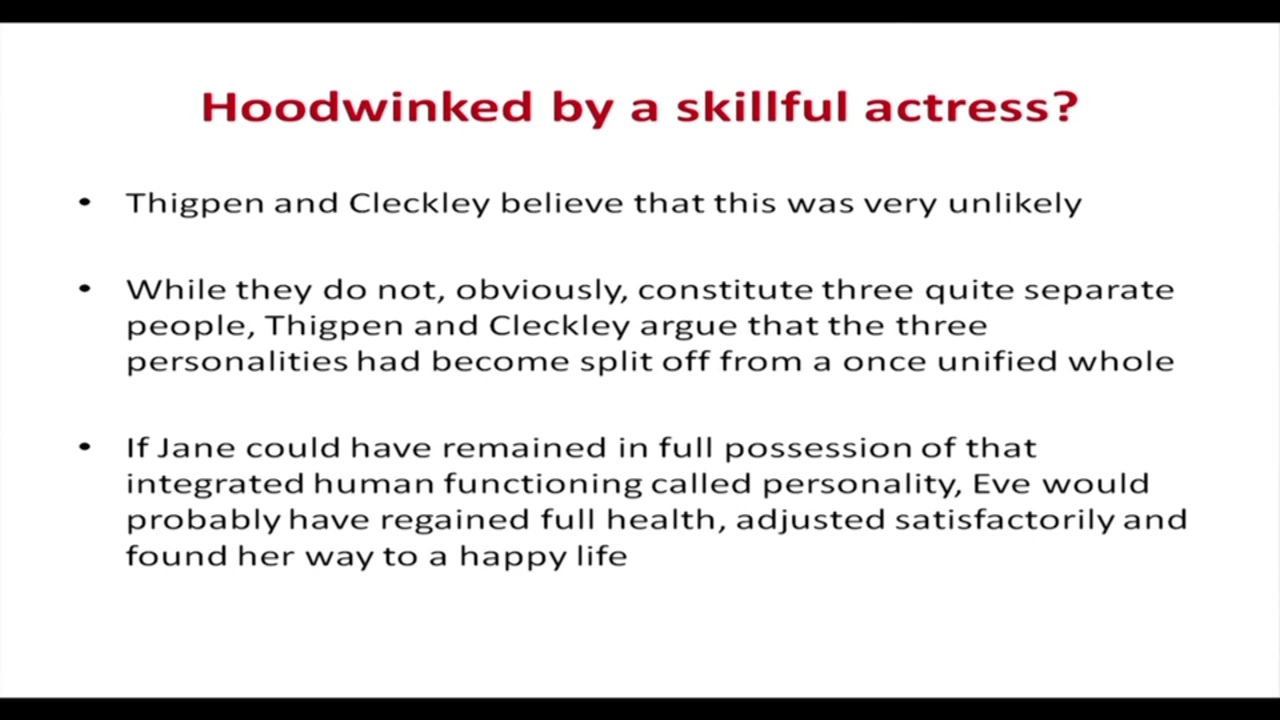 Hoodwinked by a skillful actress?
• Thigpen and Cleckley believe that this was very unlikely
• While they do not, obviously, constitute three quite separate
people, Thigpen and Cleckley argue that the three
personalities had become split off from a once unified whole
• If Jane could have remained in full possession of that
integrated human functioning called personality, Eve would
probably have regained full health, adjusted satisfactorily and
found her way to a happy life